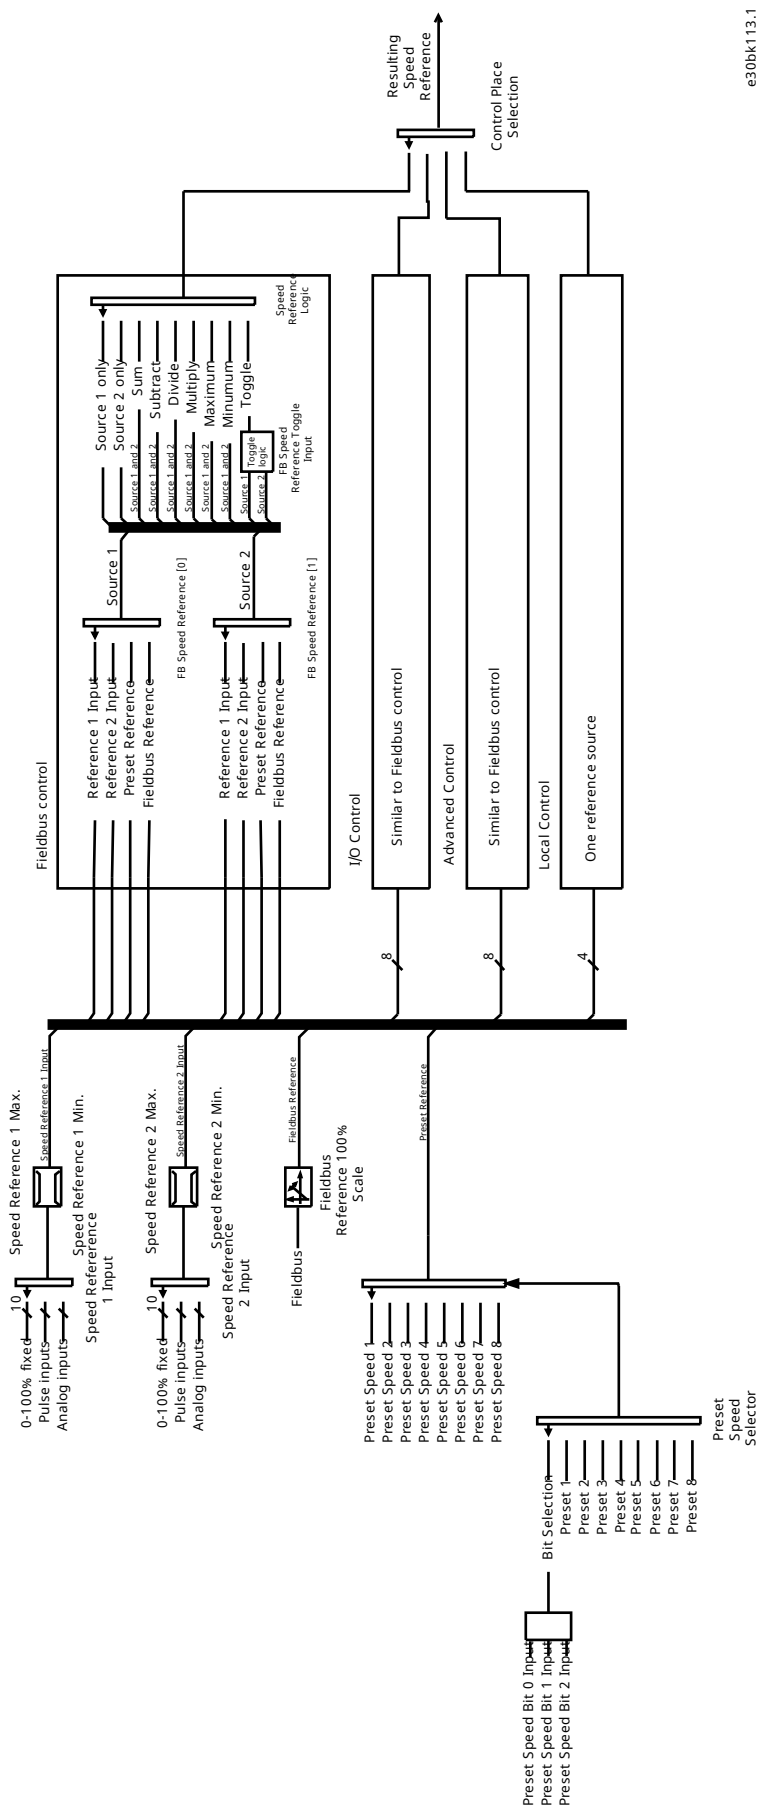 Preset Speed Bit 0 Input
Preset Speed Bit 1 Input
Preset Speed Bit 2 Input
Bit Selection
Preset 1
Preset 2
Preset 3
Preset 4
Preset 5
Preset 6
Preset 7
Preset 8
Preset
Speed
Selector
0-100% fixed
Pulse inputs
Analog inputs
10
Speed Refererence
1 Input
Speed Reference 1 Max.
Speed Reference 1 Min.
Speed Reference 1 Input
0-100% fixed
Pulse inputs
Analog inputs
10
Speed Reference
2 Input
Speed Reference 2 Max.
Speed Reference 2 Min.
Speed Reference 2 Input
Fieldbus
Fieldbus
Reference 100%
Scale
Fieldbus Reference
Preset Speed 1
Preset Speed 2
Preset Speed 3
Preset Speed 4
Preset Speed 5
Preset Speed 6
Preset Speed 7
Preset Speed 8
Preset Reference
Fieldbus control
Reference 1 Input
Reference 2 Input
Preset Reference
Fieldbus Reference
Reference 1 Input
Reference 2 Input
Preset Reference
Fieldbus Reference
FB Speed Reference [0]
FB Speed Reference [1]
Source 1
Source 2
Source 1 and 2
Source 1 and 2
Source 1 and 2
Source 1 and 2
Source 1 and 2
Source 1 and 2
Source 1
Source 2
Toggle
logic
FB Speed
Reference Toggle
Input
Source 1 only
Source 2 only
Sum
Subtract
Divide
Multiply
Maximum
Minumum
Toggle
Speed
Reference
Logic
8
I/O Control
Similar to Fieldbus control
8
Advanced Control
Similar to Fieldbus control
4
Local Control
One reference source
Control Place
Selection
Resulting
Speed
Reference
e30bk113.1